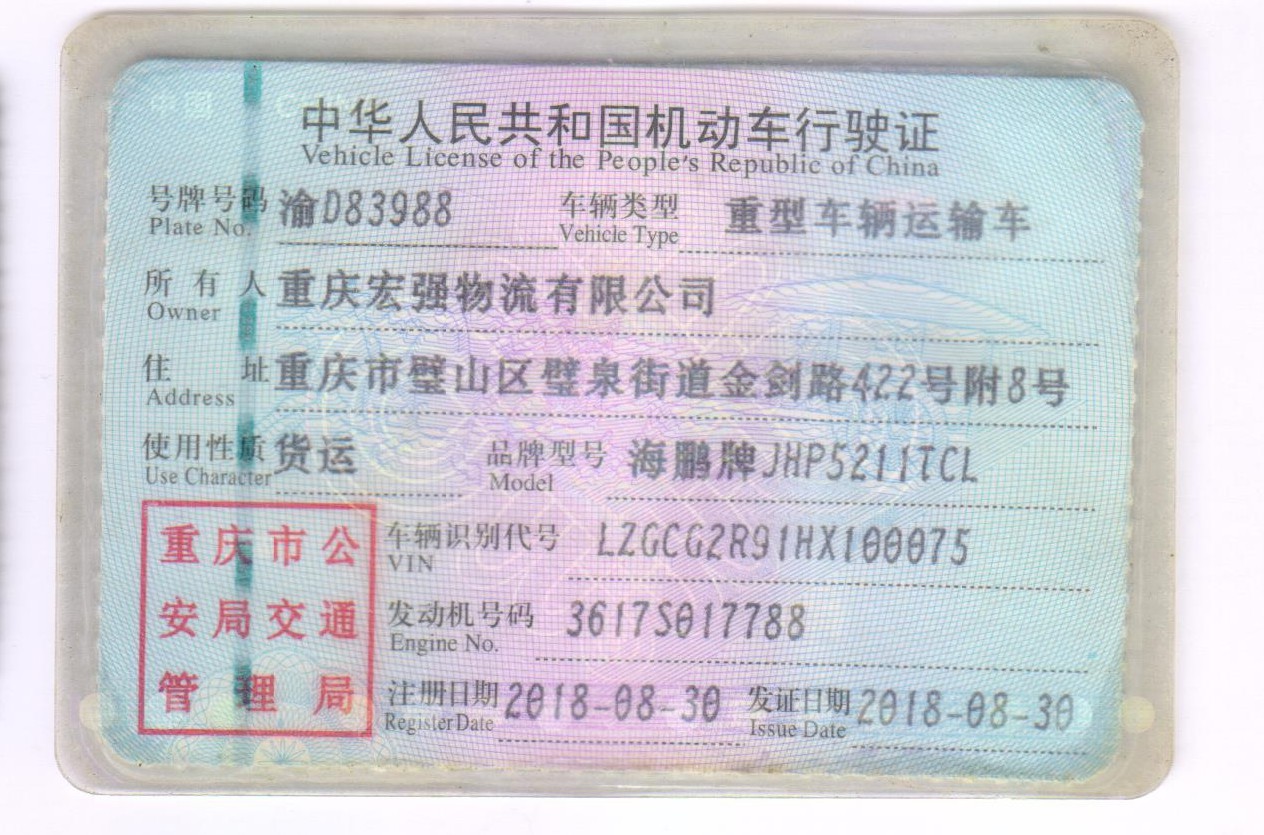 中华人民共和国机动车行驶证
Vehicle License of the People's Republic of China
号牌号码 渝D83988 车辆类型 重型车辆运输车
Plate No. Vehicle Type
所有人 重庆宏强物流有限公司
Owner
住址 重庆市璧山区璧泉街道金剑路422号附8号
Address
使用性质 货运 品牌型号 海鹏牌JHP5211TCL
Use Character Model
车辆识别代号 LZGCG2R91HX100075
VIN
发动机号码 3617S017788
Engine No.
注册日期 2018-08-30 发证日期 2018-08-30
Register Date Issue Date
重庆市公
安局交通
管理局